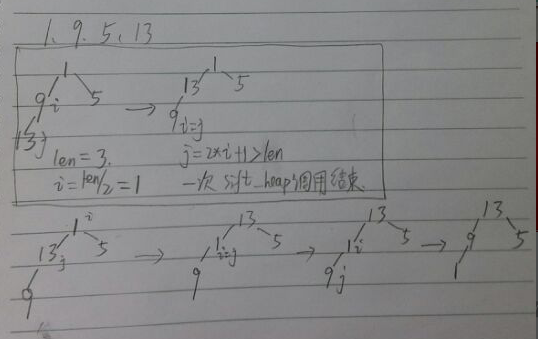 1、9、5、13
1 1
9 i 5 → 13 5
13 j 9 i=j
len = 3. j=2*i+1>len
i=len/2=1 一次 sift_heap调用结束.
1 i 13 13 13
13 j 5 → 1 i=j 5 → 1 i 5 → 9 5
9 9 9 j 1